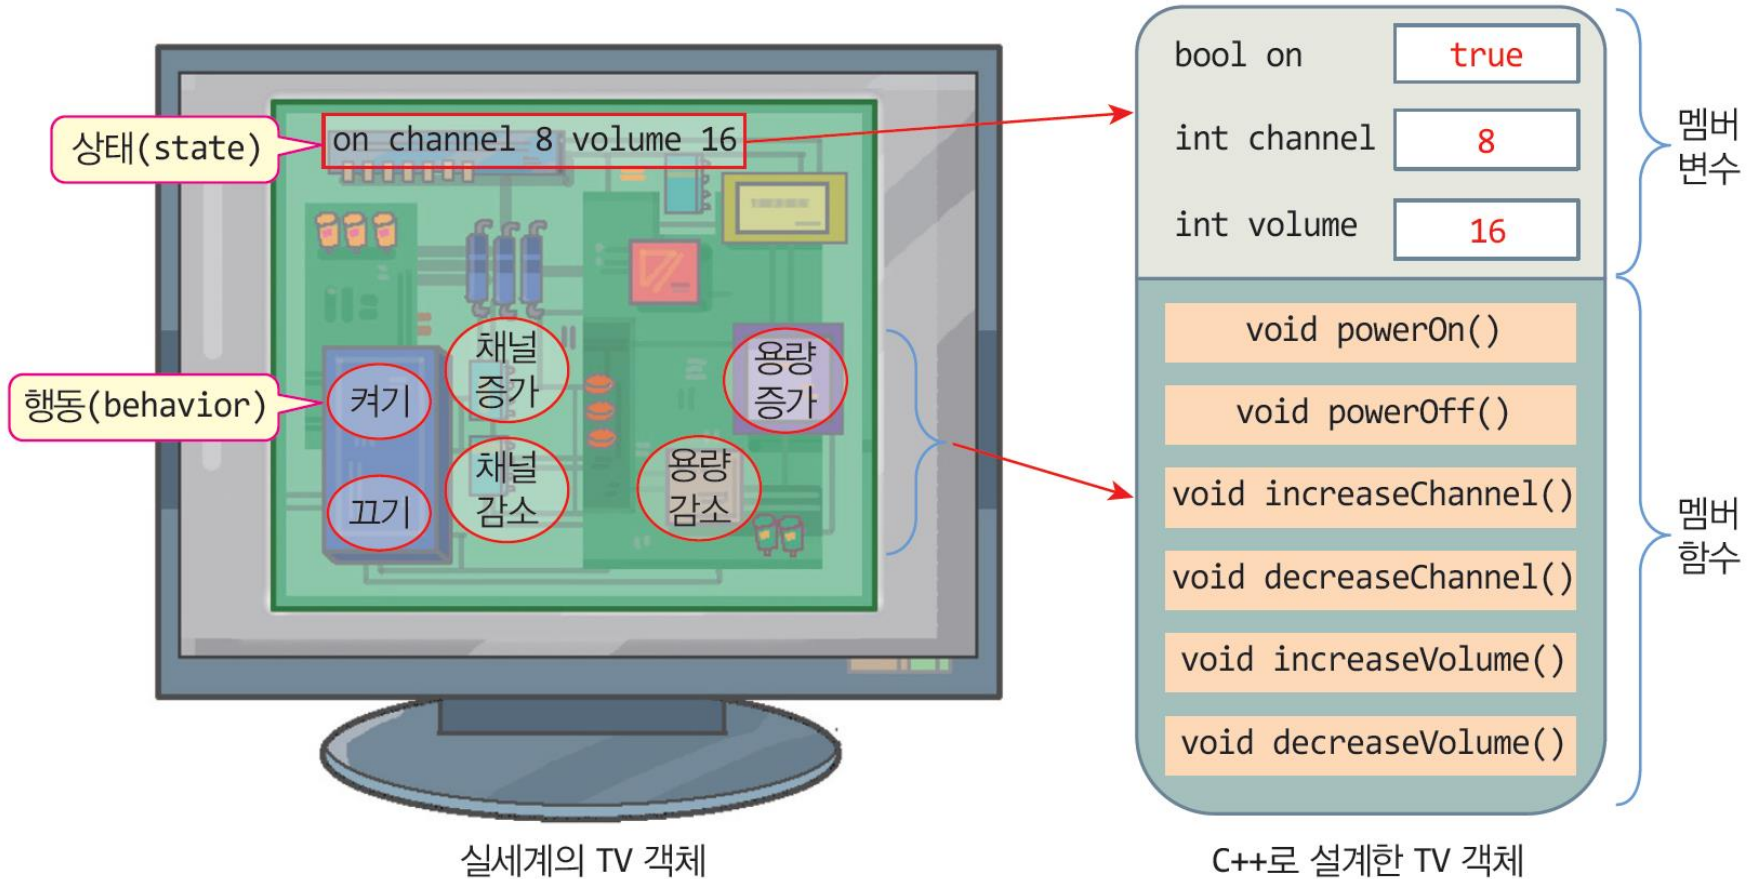 상태(state)
on channel 8 volume 16
행동(behavior)
켜기
끄기
채널
증가
채널
감소
용량
증가
용량
감소
실세계의 TV 객체
bool on
true
int channel
8
int volume
16
멤버
변수
void powerOn()
void powerOff()
void increaseChannel()
void decreaseChannel()
void increaseVolume()
void decreaseVolume()
멤버
함수
C++로 설계한 TV 객체